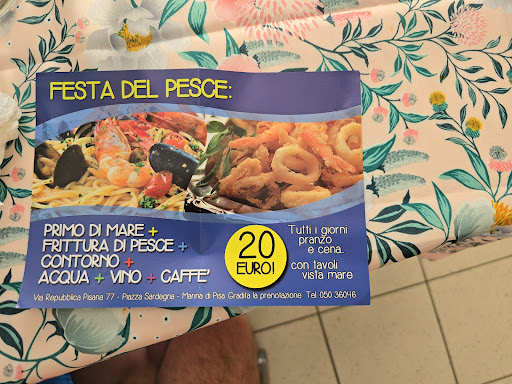 FESTA DEL PESCE:
PRIMO DI MARE +
FRITTURA DI PESCE +
CONTORNO +
ACQUA + VINO + CAFFE'
20
EURO!
Tutti i giorni
pranzo
e cena..
con tavoli
vista mare
Via Repubblica Pisana 77 - Piazza Sardegna - Marina di Pisa Gradita la prenotazione Tel. 050 36046